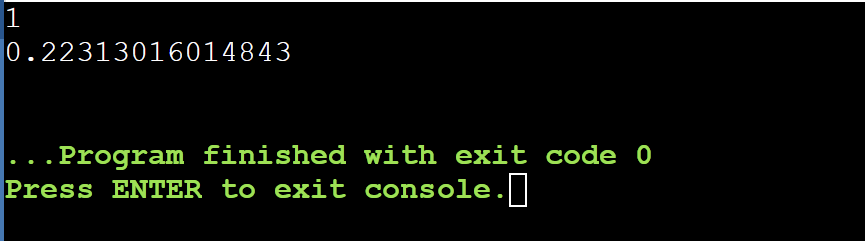 1
0.22313016014843
...Program finished with exit code 0
Press ENTER to exit console.